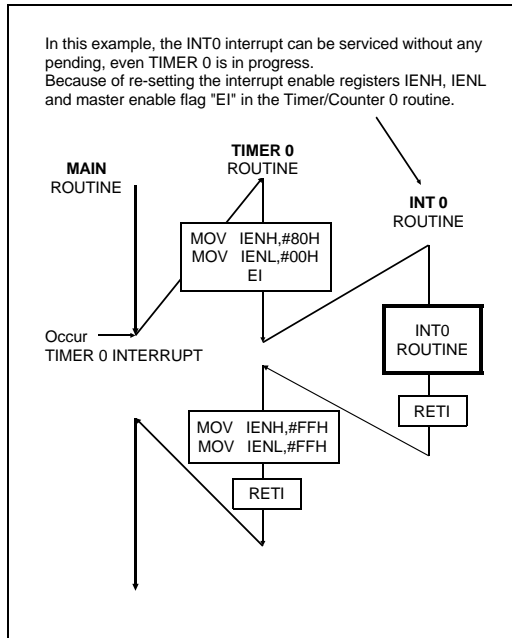 In this example, the INT0 interrupt can be serviced without any
pending, even TIMER 0 is in progress.
Because of re-setting the interrupt enable registers IENH, IENL
and master enable flag "EI" in the Timer/Counter 0 routine.
MAIN
ROUTINE
TIMER 0
ROUTINE
INT 0
ROUTINE
MOV IENH,#80H
MOV IENL,#00H
EI
Occur
TIMER 0 INTERRUPT
INT0
ROUTINE
RETI
MOV IENH,#FFH
MOV IENL,#FFH
RETI